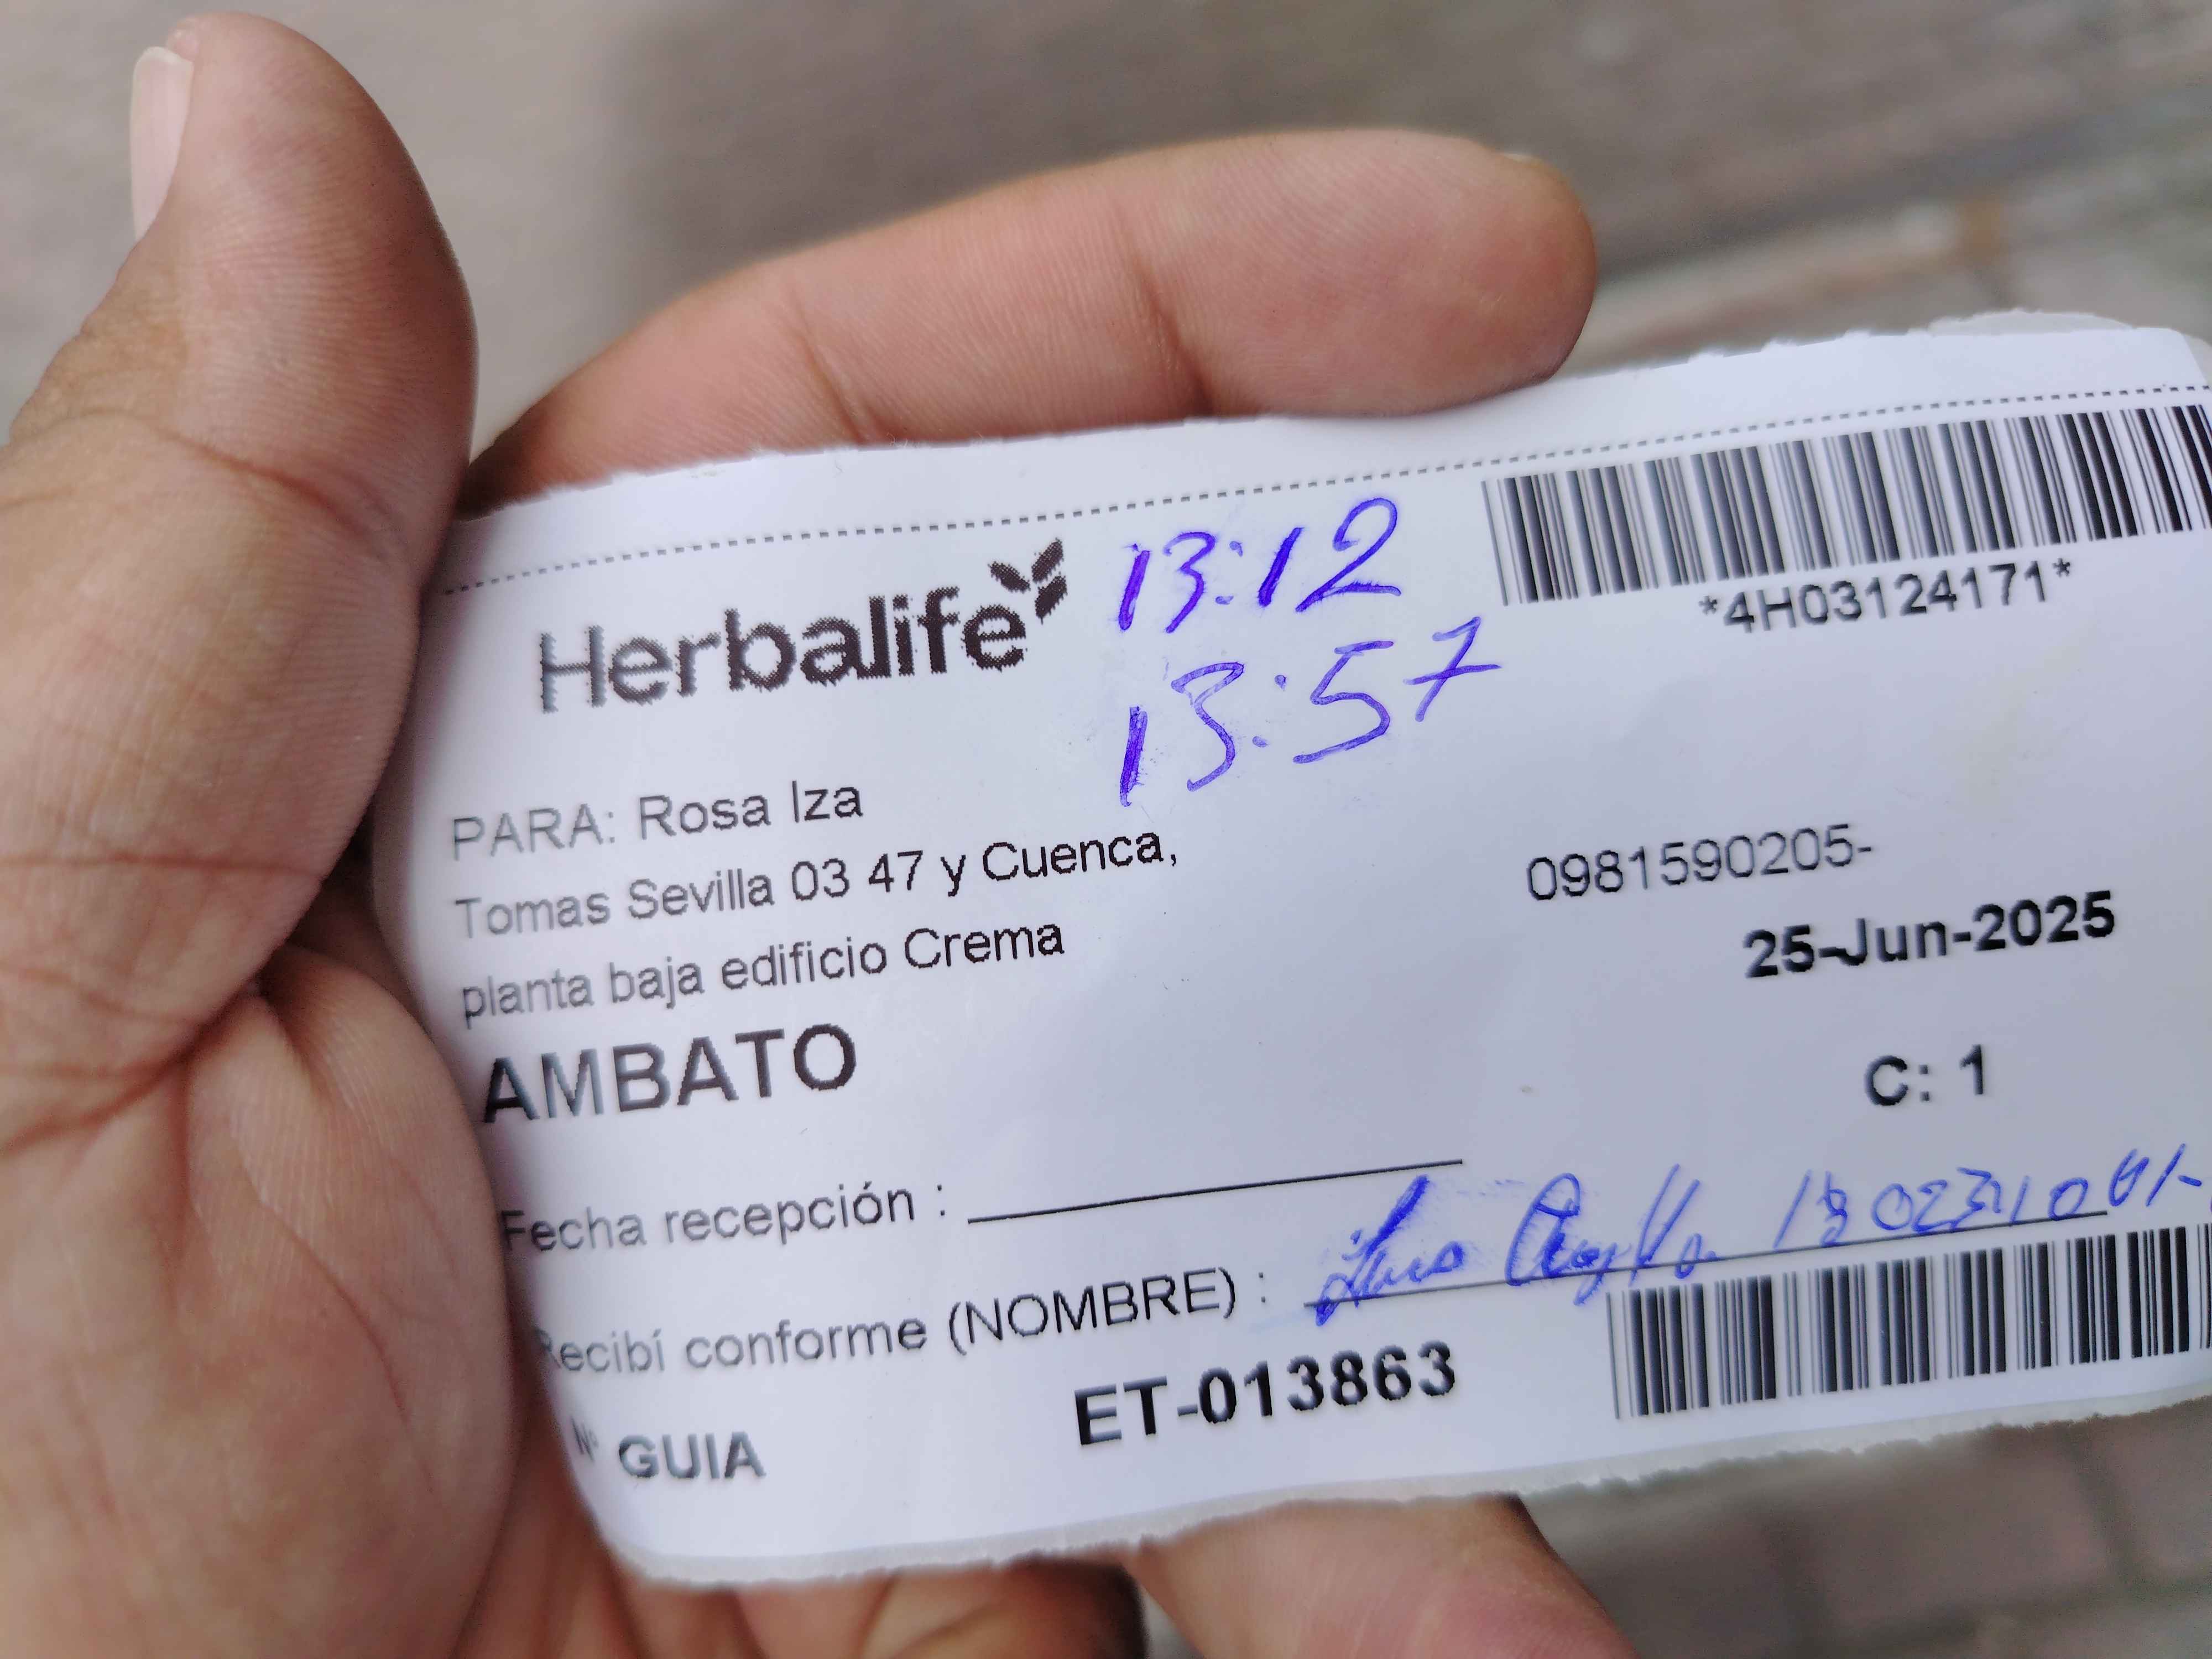 Herbalife
13:12
13:57
*4H03124171*
PARA: Rosa Iza
Tomas Sevilla 03 47 y Cuenca,
planta baja edificio Crema
0981590205-
25-Jun-2025
AMBATO
C: 1
Fecha recepción :
Recibí conforme (NOMBRE) :
Nº GUIA ET-013863